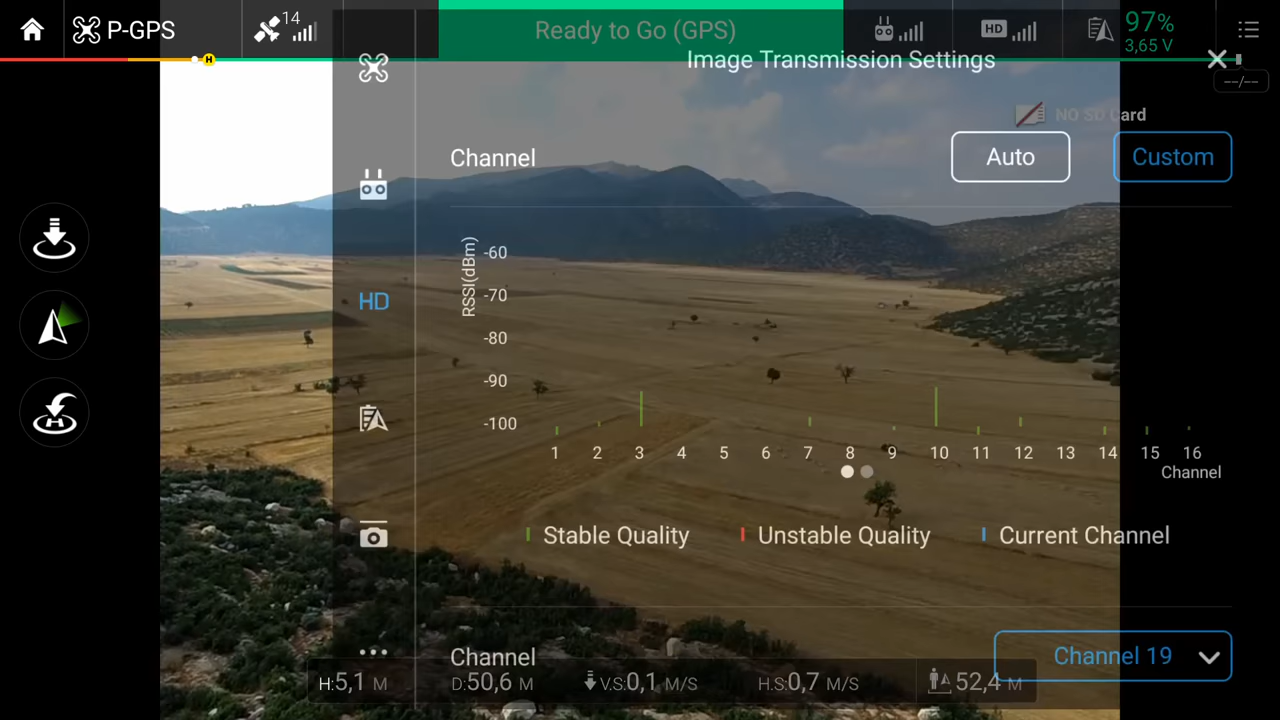 P-GPS
14
Ready to Go (GPS)
HD
97%
3,65 V
H
Image Transmission Settings
--/--
NO SD Card
Channel
Auto
Custom
RSSI(dBm)
-60
-70
-80
-90
-100
1 2 3 4 5 6 7 8 9 10 11 12 13 14 15 16
Channel
HD
Stable Quality
Unstable Quality
Current Channel
Channel
Channel 19
H:5,1 M
D:50,6 M
V.S:0,1 M/S
H.S:0,7 M/S
52,4 M
H